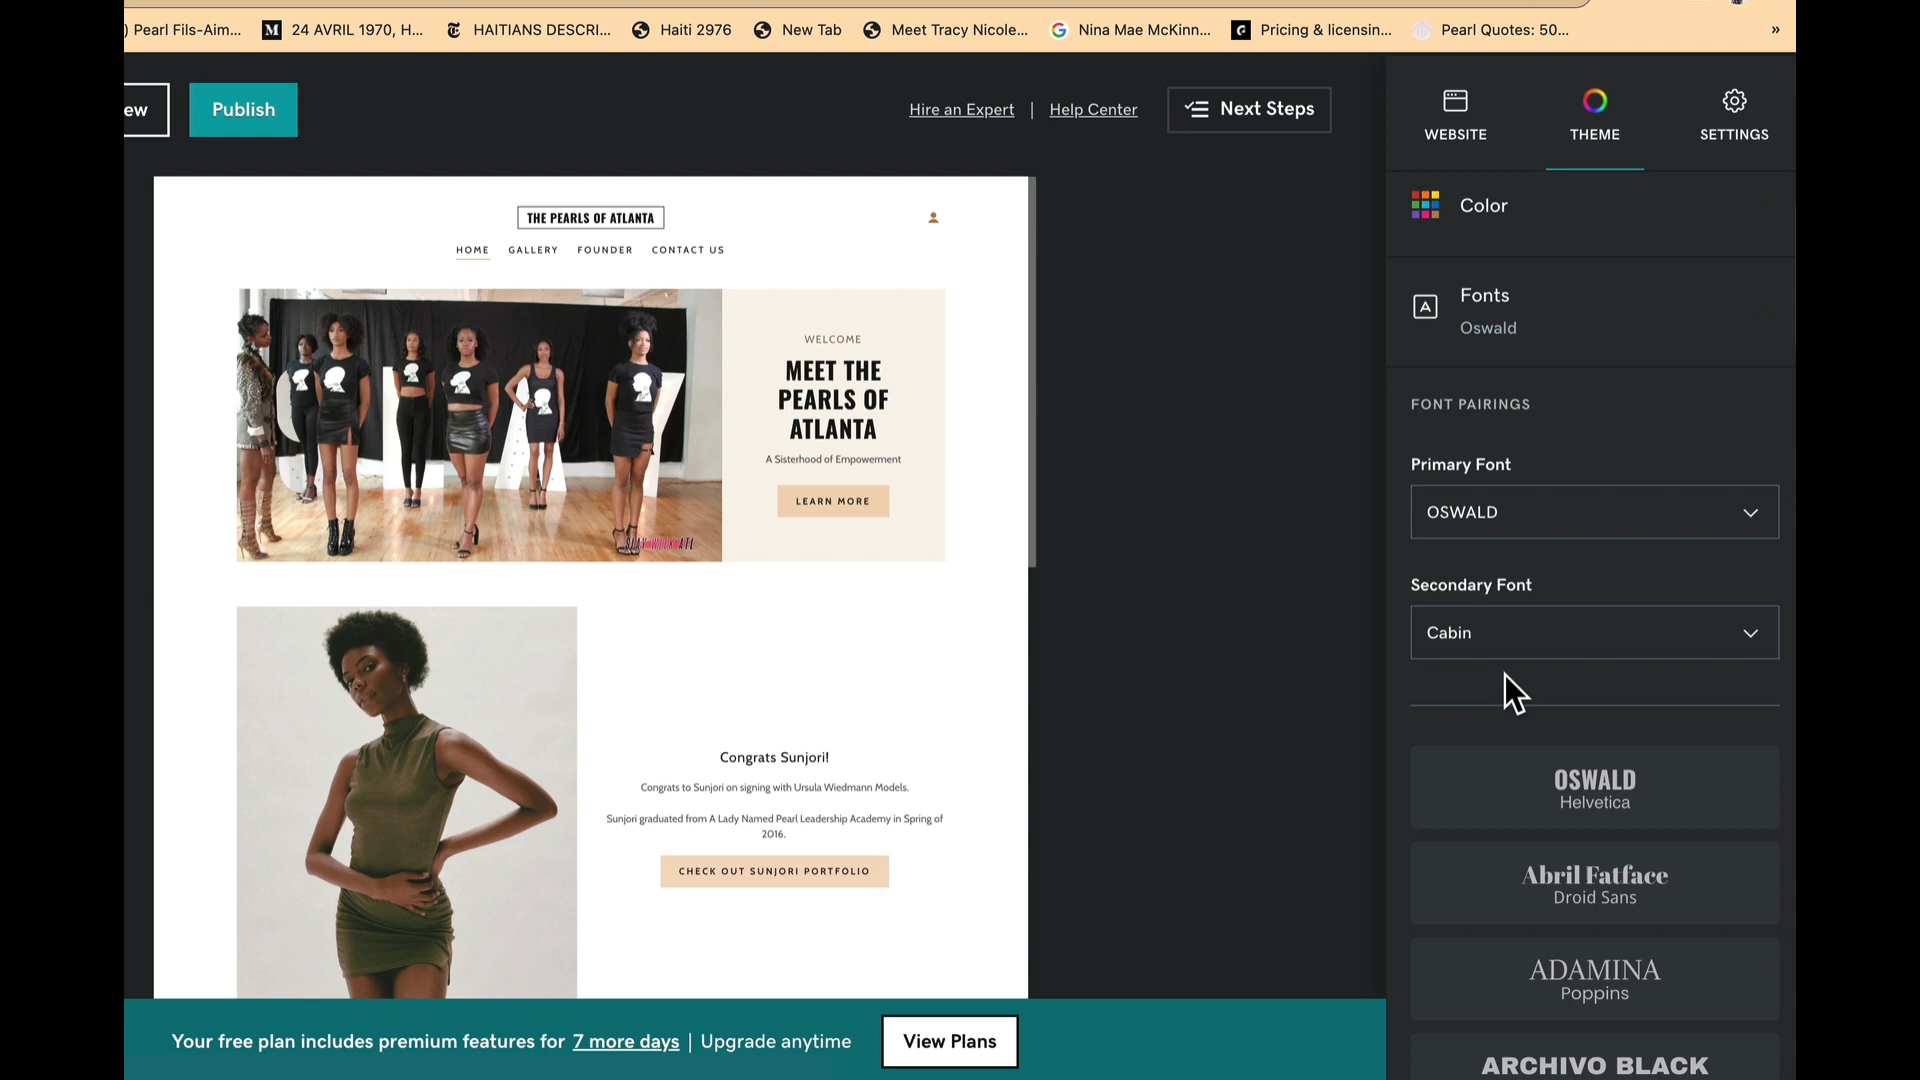 ) Pearl Fils-Aim...
24 AVRIL 1970, H...
HAITIANS DESCRI...
Haiti 2976
New Tab
Meet Tracy Nicole...
Nina Mae McKinn...
Pricing & licensin...
Pearl Quotes: 50...
»
ew
Publish
Hire an Expert | Help Center
Next Steps
WEBSITE
THEME
SETTINGS
THE PEARLS OF ATLANTA
HOME GALLERY FOUNDER CONTACT US
WELCOME
MEET THE
PEARLS OF
ATLANTA
A Sisterhood of Empowerment
LEARN MORE
SLAY WEEK ATL
Congrats Sunjori!
Congrats to Sunjori on signing with Ursula Wiedmann Models.
Sunjori graduated from A Lady Named Pearl Leadership Academy in Spring of
2016.
CHECK OUT SUNJORI PORTFOLIO
Color
Fonts
Oswald
FONT PAIRINGS
Primary Font
OSWALD
Secondary Font
Cabin
OSWALD
Helvetica
Abril Fatface
Droid Sans
ADAMINA
Poppins
ARCHIVO BLACK
Your free plan includes premium features for 7 more days | Upgrade anytime
View Plans